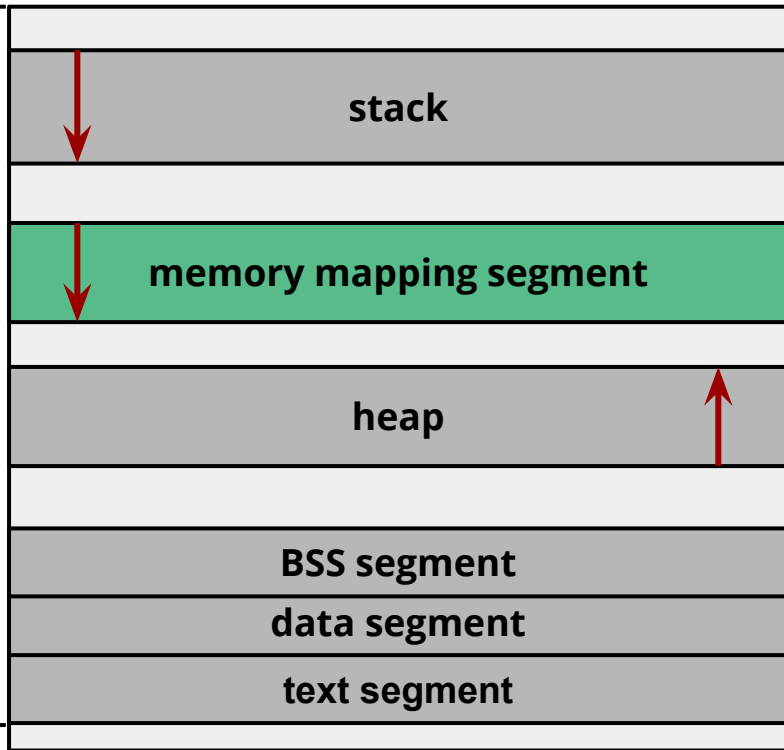 stack
memory mapping segment
heap
BSS segment
data segment
text segment